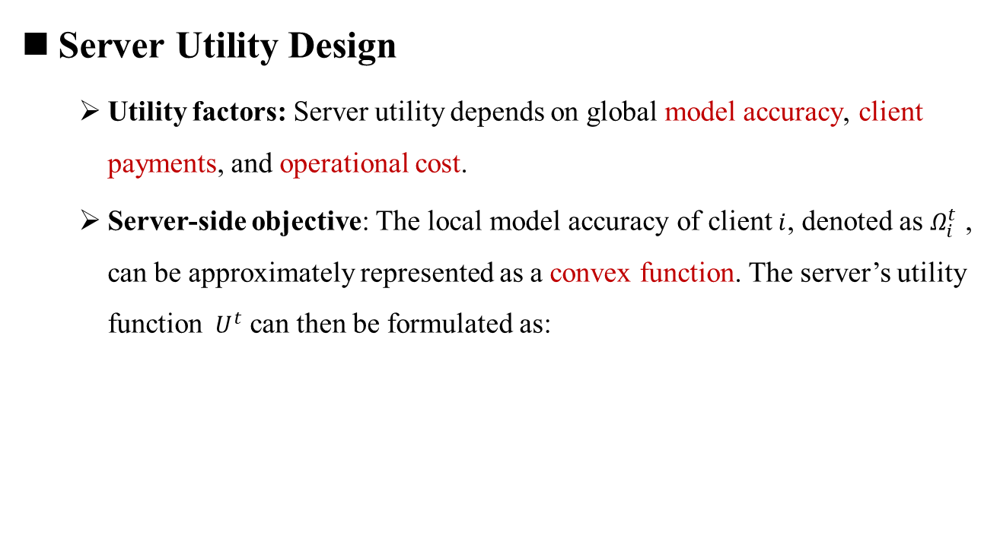 ■ Server Utility Design
➢ Utility factors: Server utility depends on global model accuracy, client
payments, and operational cost.
➢ Server-side objective: The local model accuracy of client i, denoted as Ω_i^t ,
can be approximately represented as a convex function. The server’s utility
function U^t can then be formulated as: